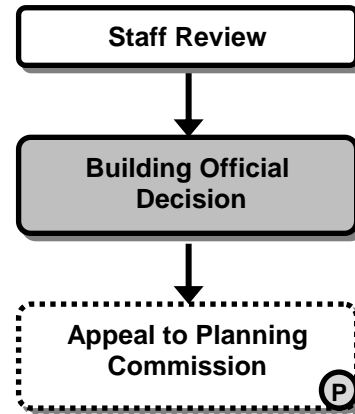 Staff Review
Building Official
Decision
Appeal to Planning
Commission
P